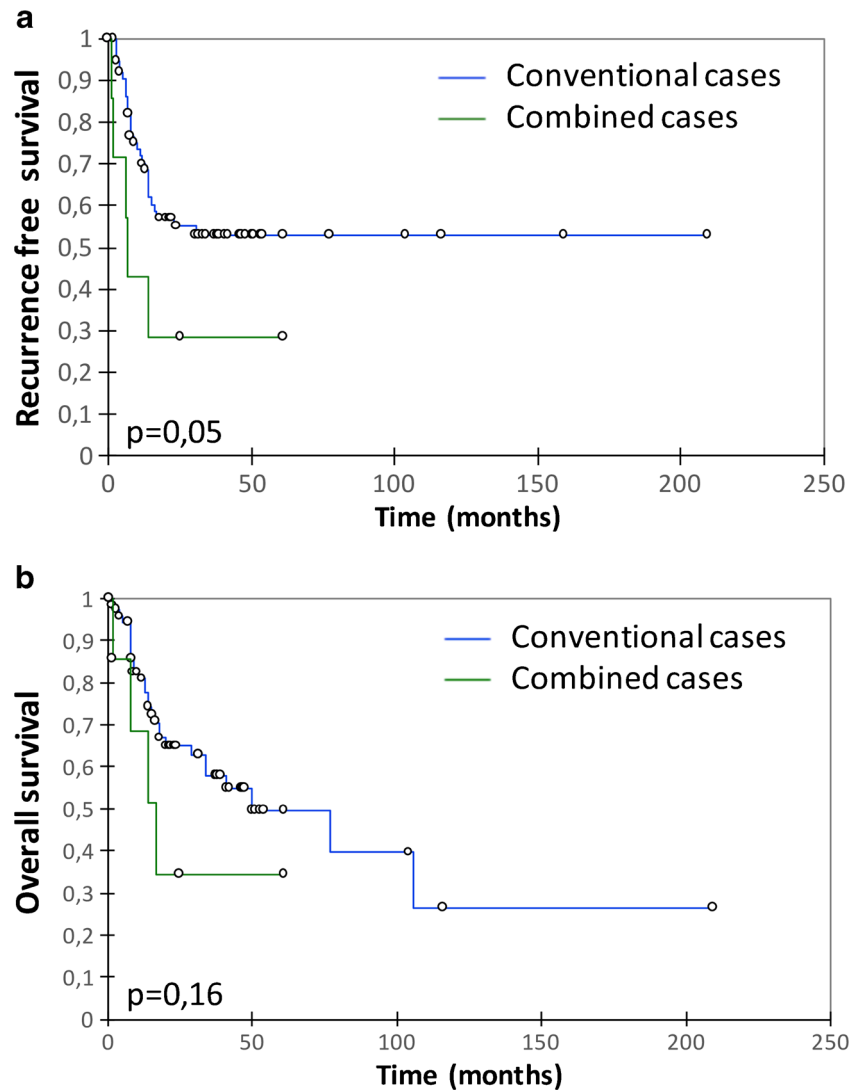 a
1
0,9
0,8
0,7
0,6
0,5
0,4
0,3
0,2
0,1
0
Recurrence free survival
Conventional cases
Combined cases
p=0,05
0 50 100 150 200 250
Time (months)
b
1
0,9
0,8
0,7
0,6
0,5
0,4
0,3
0,2
0,1
0
Overall survival
Conventional cases
Combined cases
p=0,16
0 50 100 150 200 250
Time (months)